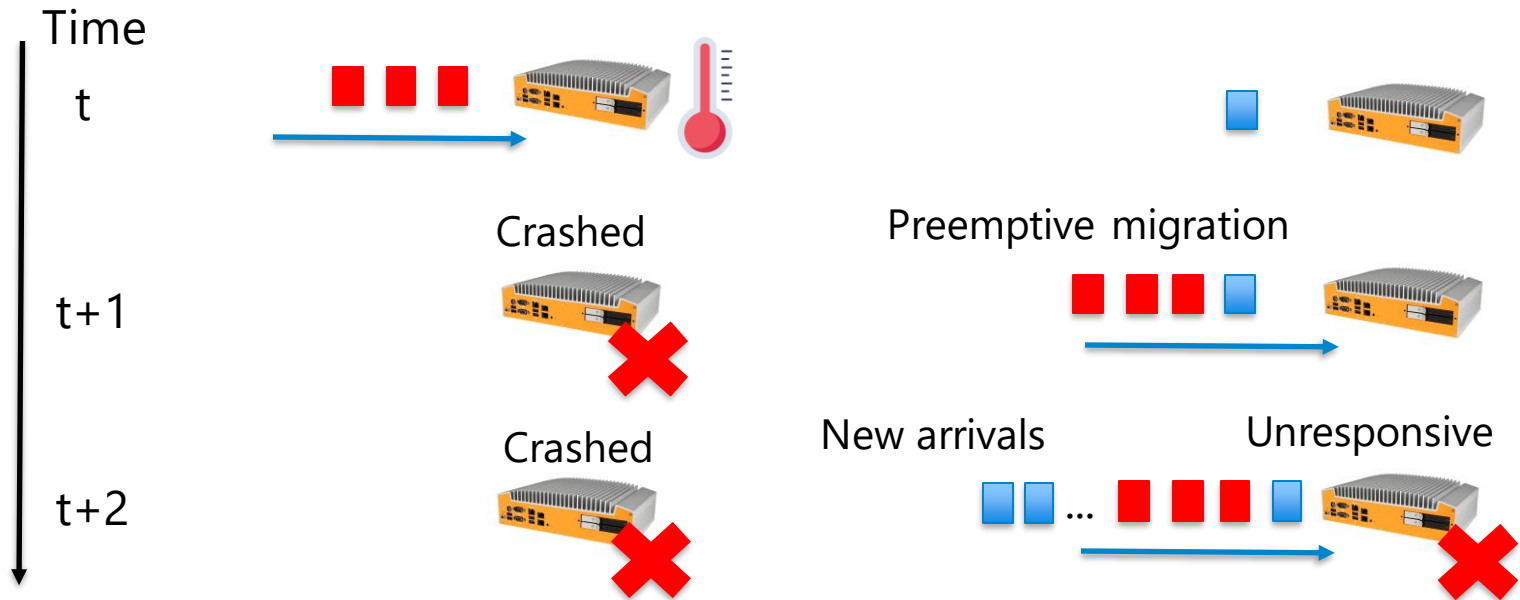 Time
t
Crashed
Preemptive migration
t+1
Crashed
New arrivals
Unresponsive
t+2
...